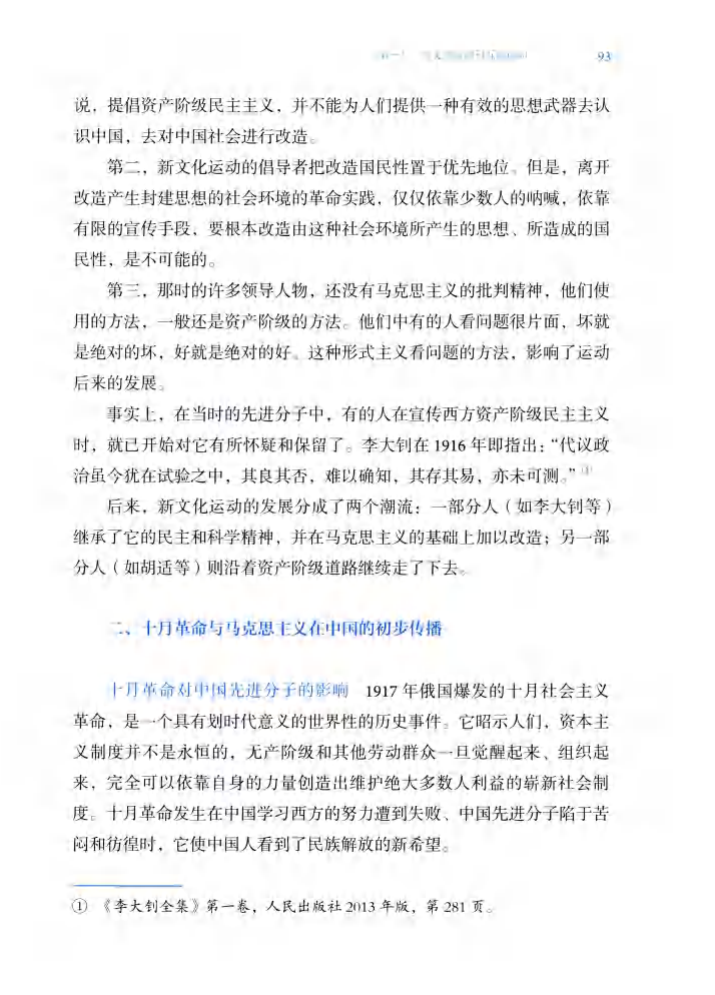 93
说，提倡资产阶级民主主义，并不能为人们提供一种有效的思想武器去认
识中国，去对中国社会进行改造。
第二，新文化运动的倡导者把改造国民性置于优先地位。但是，离开
改造产生封建思想的社会环境的革命实践，仅仅依靠少数人的呐喊，依靠
有限的宣传手段，要根本改造由这种社会环境所产生的思想、所造成的国
民性，是不可能的。
第三，那时的许多领导人物，还没有马克思主义的批判精神，他们使
用的方法，一般还是资产阶级的方法。他们中有的人看问题很片面，坏就
是绝对的坏，好就是绝对的好。这种形式主义看问题的方法，影响了运动
后来的发展。
事实上，在当时的先进分子中，有的人在宣传西方资产阶级民主主义
时，就已开始对它有所怀疑和保留了。李大钊在 1916 年即指出：“代议政
治虽今犹在试验之中，其良其否，难以确知，其存其易，亦未可测。”①
后来，新文化运动的发展分成了两个潮流：一部分人（如李大钊等）
继承了它的民主和科学精神，并在马克思主义的基础上加以改造；另一部
分人（如胡适等）则沿着资产阶级道路继续走了下去。
二、十月革命与马克思主义在中国的初步传播
十月革命对中国先进分子的影响 1917 年俄国爆发的十月社会主义
革命，是一个具有划时代意义的世界性的历史事件。它昭示人们，资本主
义制度并不是永恒的，无产阶级和其他劳动群众一旦觉醒起来、组织起
来，完全可以依靠自身的力量创造出维护绝大多数人利益的崭新社会制
度。十月革命发生在中国学习西方的努力遭到失败、中国先进分子陷于苦
闷和彷徨时，它使中国人看到了民族解放的新希望。
① 《李大钊全集》第一卷，人民出版社 2013 年版，第 281 页。